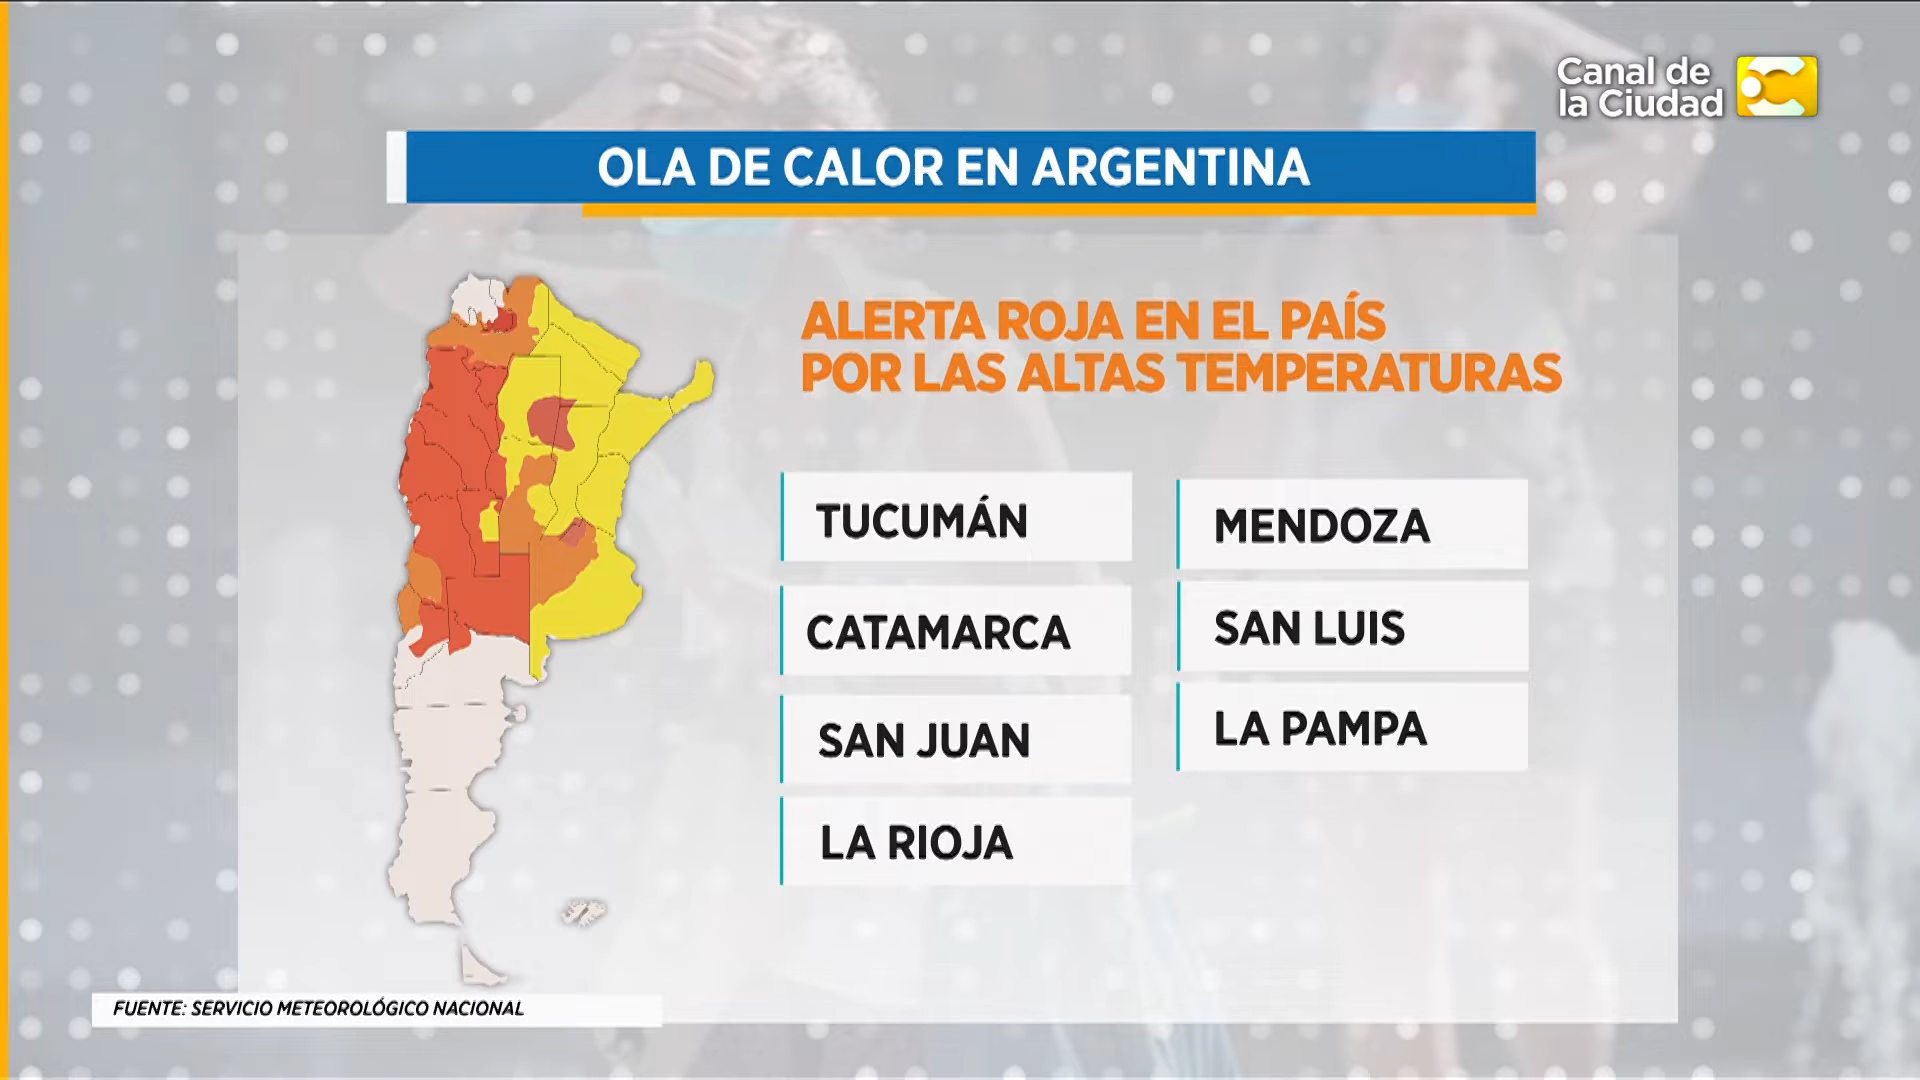 Canal de
la Ciudad
OLA DE CALOR EN ARGENTINA
ALERTA ROJA EN EL PAÍS
POR LAS ALTAS TEMPERATURAS
TUCUMÁN
CATAMARCA
SAN JUAN
LA RIOJA
MENDOZA
SAN LUIS
LA PAMPA
FUENTE: SERVICIO METEOROLÓGICO NACIONAL